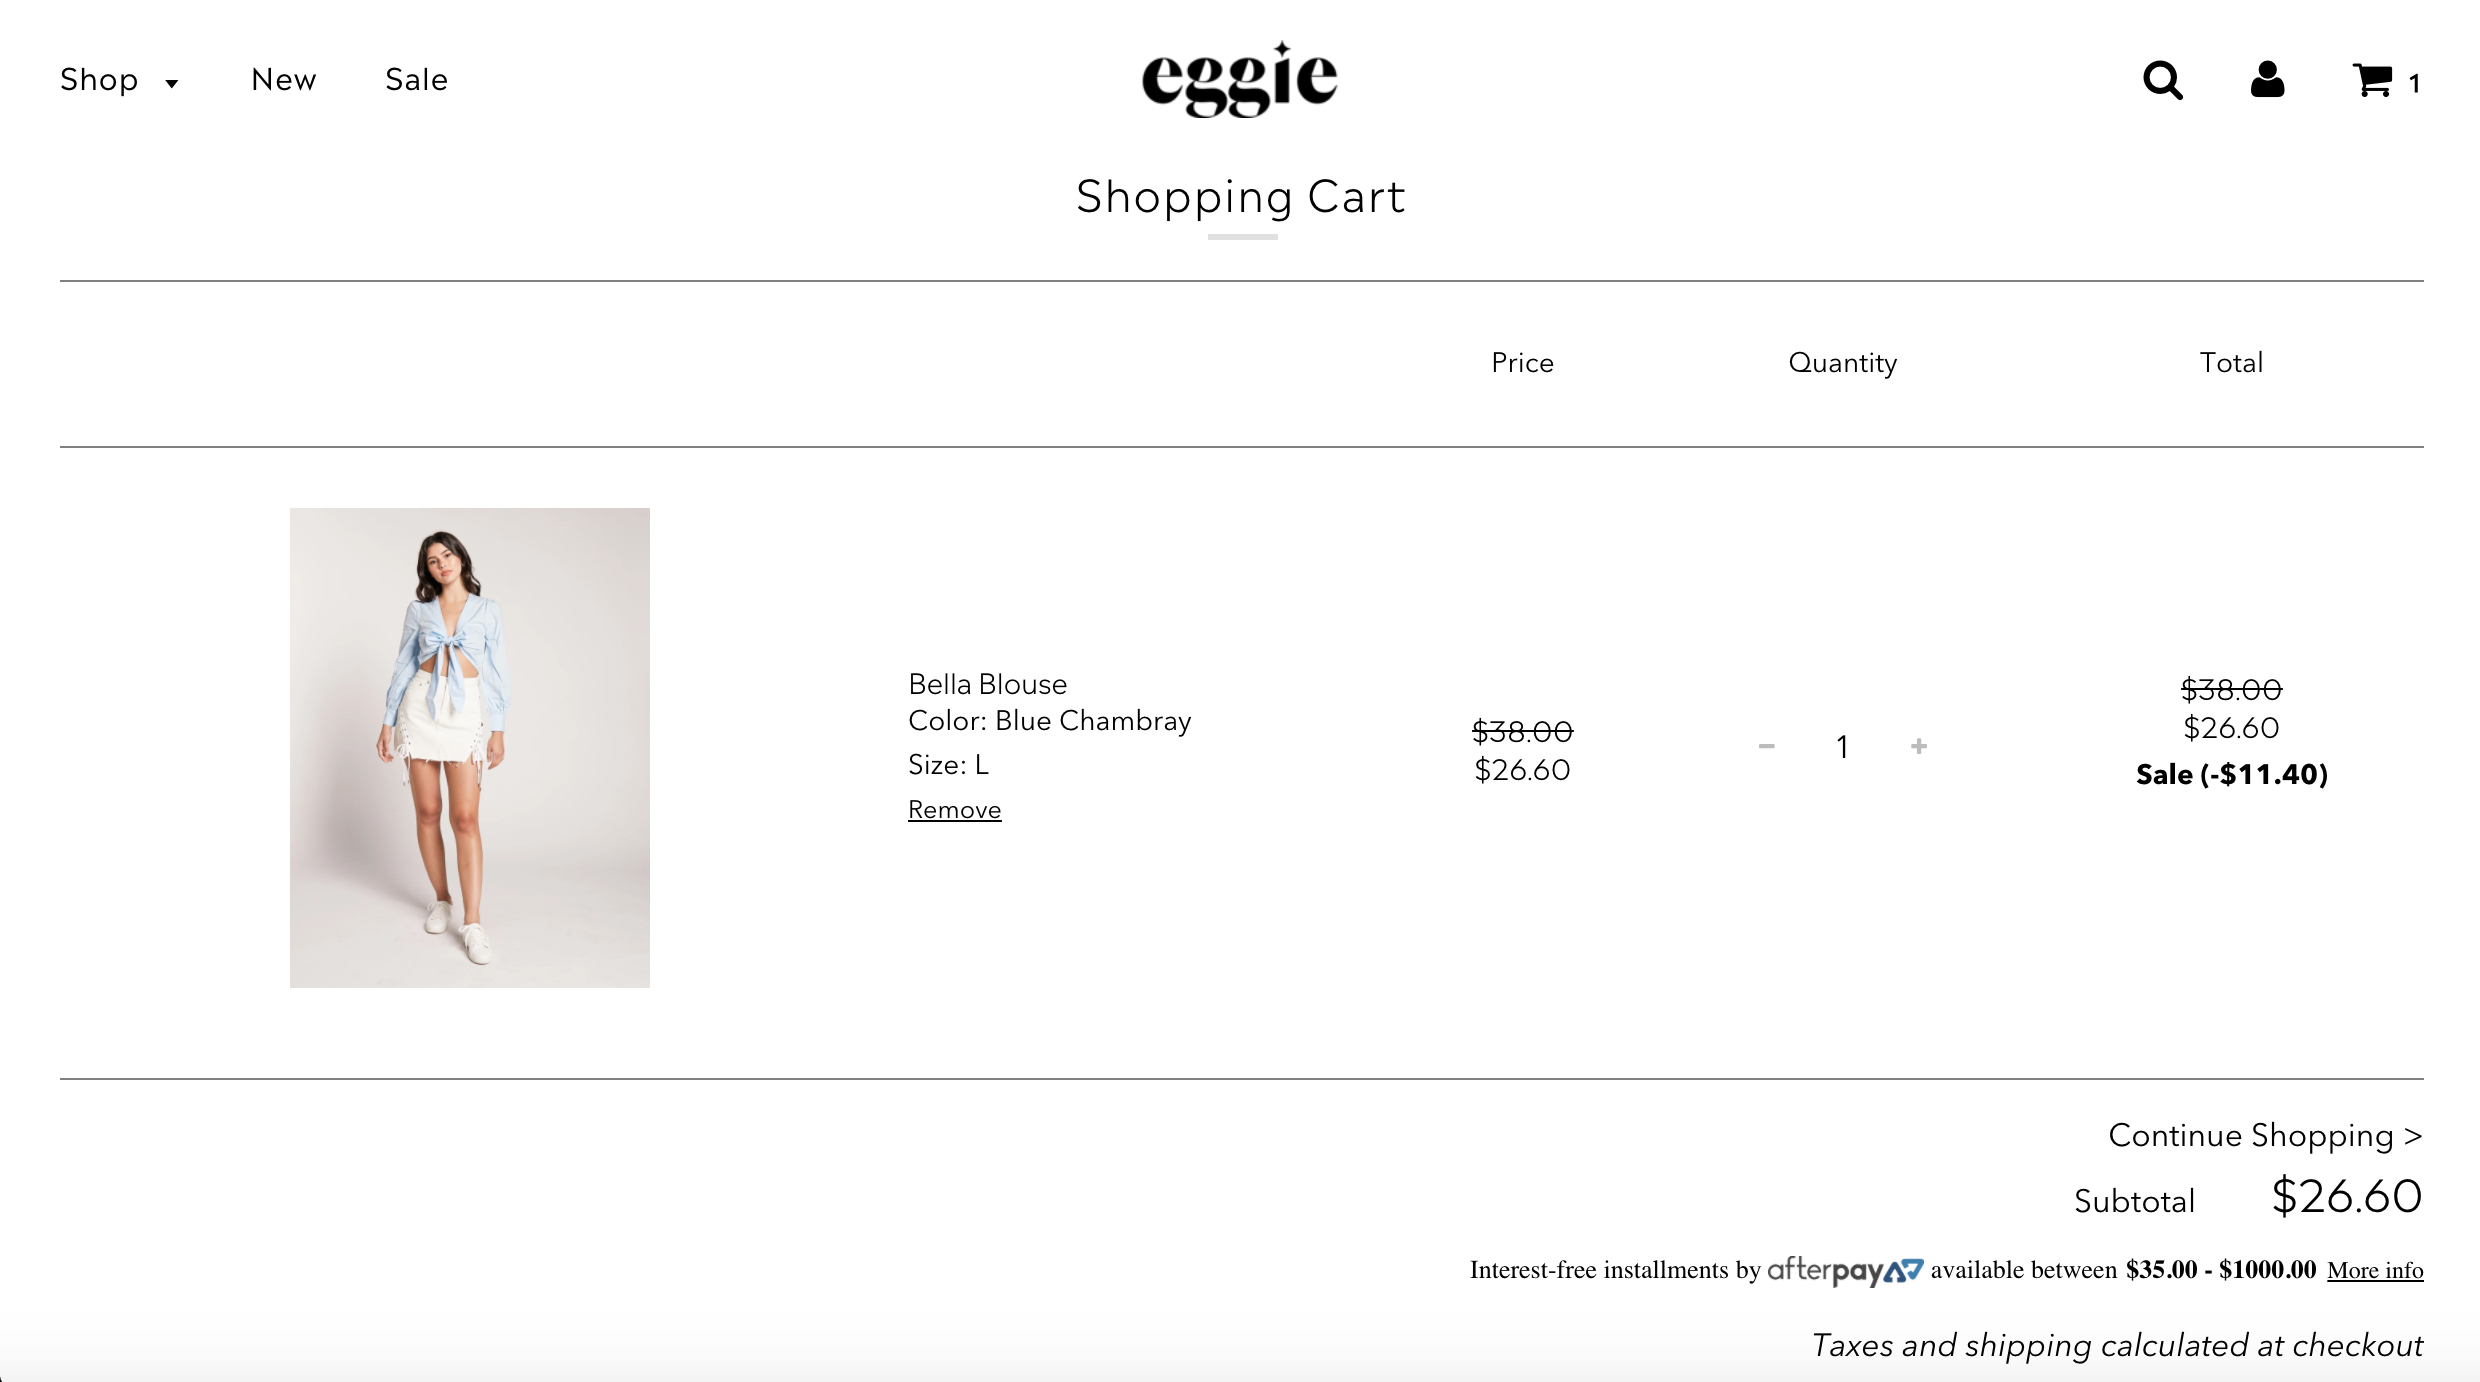 Shop New Sale
eggie
1
Shopping Cart
Price Quantity Total
Bella Blouse
Color: Blue Chambray
Size: L
Remove
$38.00
$26.60
1
$38.00
$26.60
Sale (-$11.40)
Continue Shopping >
Subtotal $26.60
Interest-free installments by afterpay available between $35.00 - $1000.00 More info
Taxes and shipping calculated at checkout